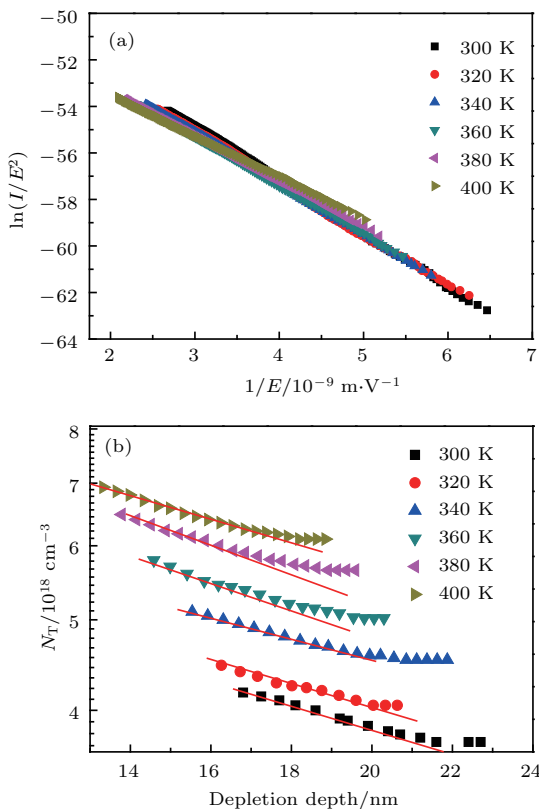 (a)
300 K
320 K
340 K
360 K
380 K
400 K
−50
−52
−54
−56
−58
−60
−62
−64
ln(I/E²)
2
3
4
5
6
7
1/E/10⁻⁹ m·V⁻¹
(b)
300 K
320 K
340 K
360 K
380 K
400 K
8
7
6
5
4
N_T/10¹⁸ cm⁻³
14
16
18
20
22
24
Depletion depth/nm